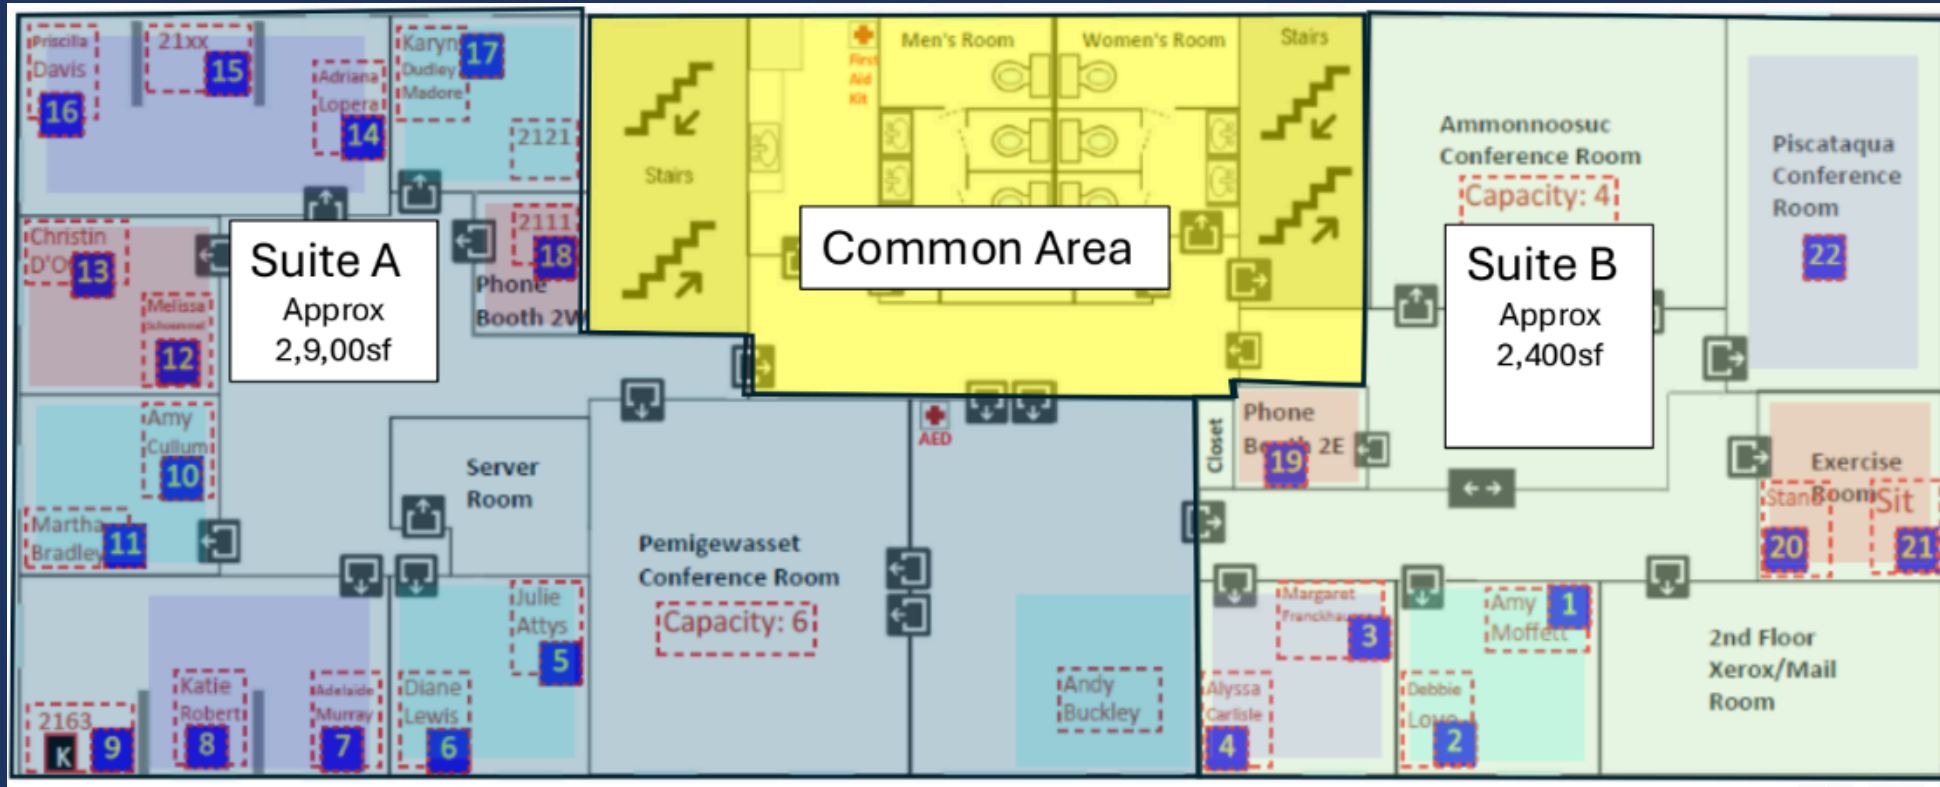 Priscilla
Davis
16
21xx
15
Adriana
Lopera
14
Karyn
Dudley
Madore
17
2121
2111
18
Phone
Booth 2W
Christin
D'O
13
Melissa
12
Suite A
Approx
2,9,00sf
Amy
Cullum
10
Martha
Bradley
11
Server
Room
2163
K
9
Katie
Robert
8
Adelaide
Murray
7
Diane
Lewis
6
Julie
Attys
5
Stairs
First
Aid
Kit
Men's Room
Women's Room
Stairs
Common Area
AED
Pemigewasset
Conference Room
Capacity: 6
Andy
Buckley
Ammonnoosuc
Conference Room
Capacity: 4
Suite B
Approx
2,400sf
Piscataqua
Conference
Room
22
Closet
Phone
Booth 2E
19
Exercise
Room
Stand
20
Sit
21
Margaret
3
Alyssa
Carlisle
4
Amy
Moffett
1
Debbie
Love
2
2nd Floor
Xerox/Mail
Room